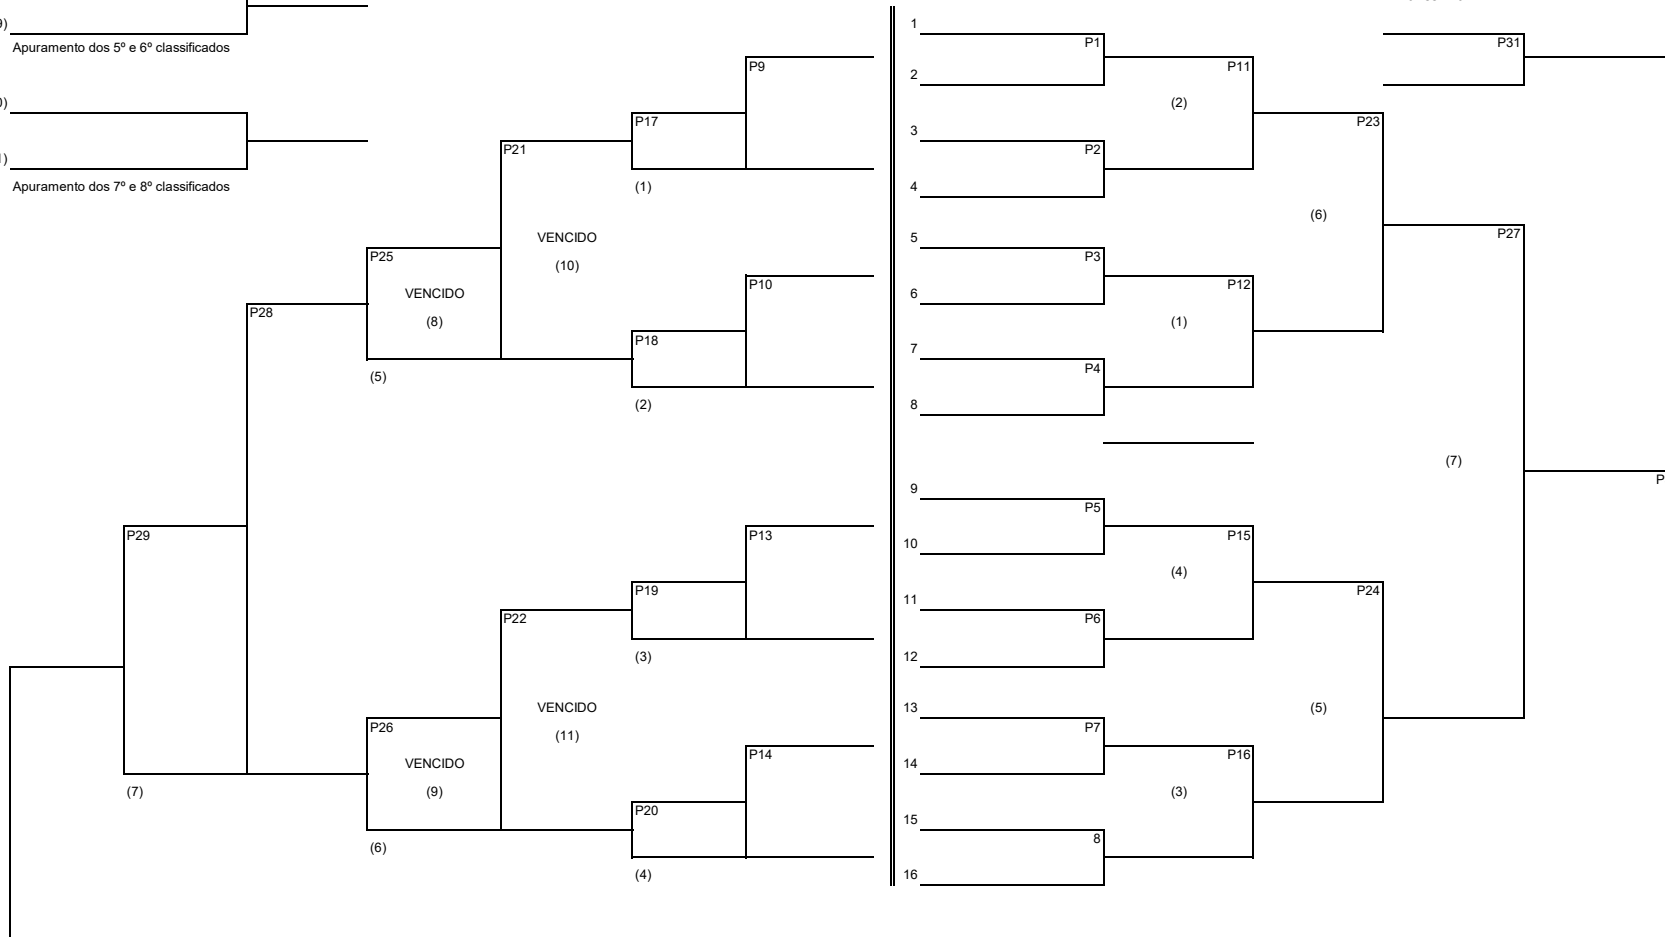 9)
Apuramento dos 5º e 6º classificados
0)
1)
Apuramento dos 7º e 8º classificados
P9
P17
P21
(1)
VENCIDO
(10)
P25
VENCIDO
(8)
P10
P28
P18
(5)
(2)
P29
P13
P19
P22
(3)
VENCIDO
(11)
P26
VENCIDO
(9)
P14
(7)
P20
(6)
(4)
1
P1
P31
2
P11
(2)
3
P23
P2
4
(6)
5
P27
P3
6
P12
(1)
7
P4
8
(7)
9
P
P5
10
P15
(4)
11
P24
P6
12
13
(5)
P7
14
P16
(3)
15
8
16